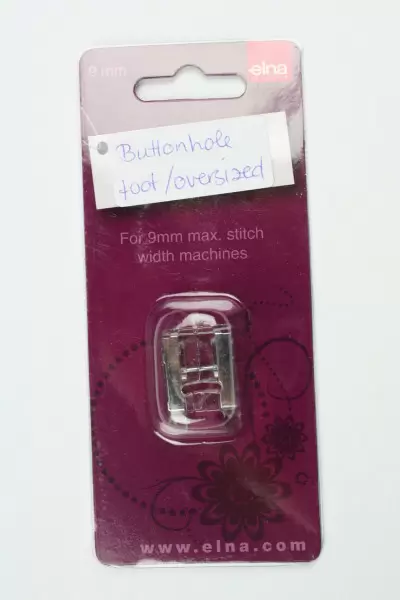 9 mm
elna
Buttonhole
foot/oversized
For 9mm max. stitch
width machines
www.elna.com